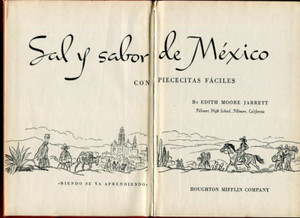 Sal y sabor de México
CON PIECECITAS FÁCILES
By EDITH MOORE JARRETT
Fillmore High School, Fillmore, California
«RIENDO SE VA APRENDIENDO»
HOUGHTON MIFFLIN COMPANY